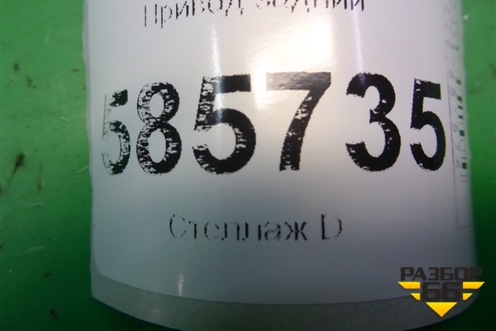 Привод задний
585735
Стеллаж D
РАЗБОР
66